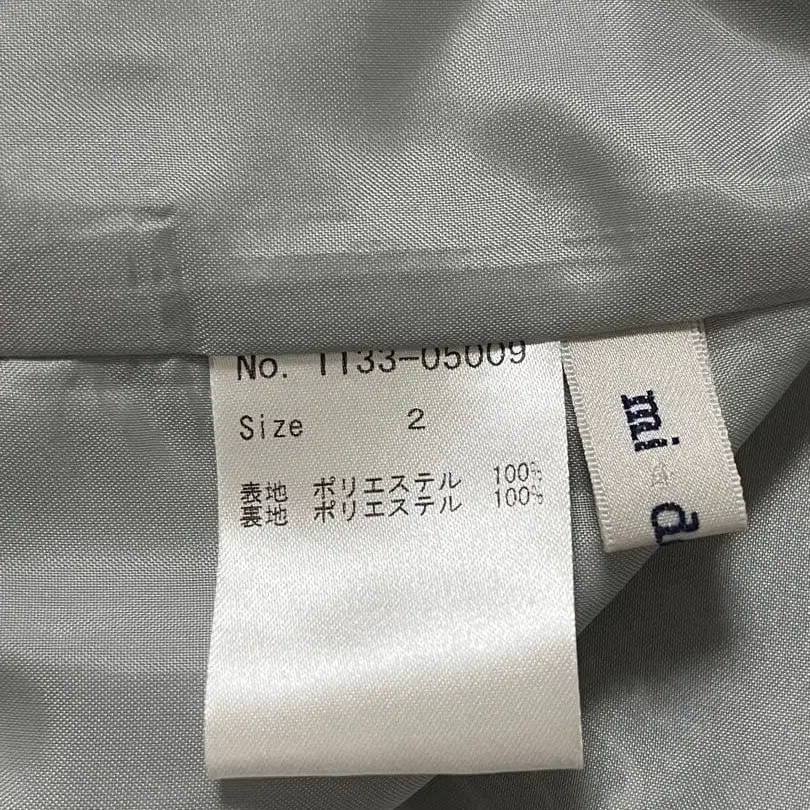 No. 1133-05009
Size 2
表地 ポリエステル 100%
裏地 ポリエステル 100%
mi
d